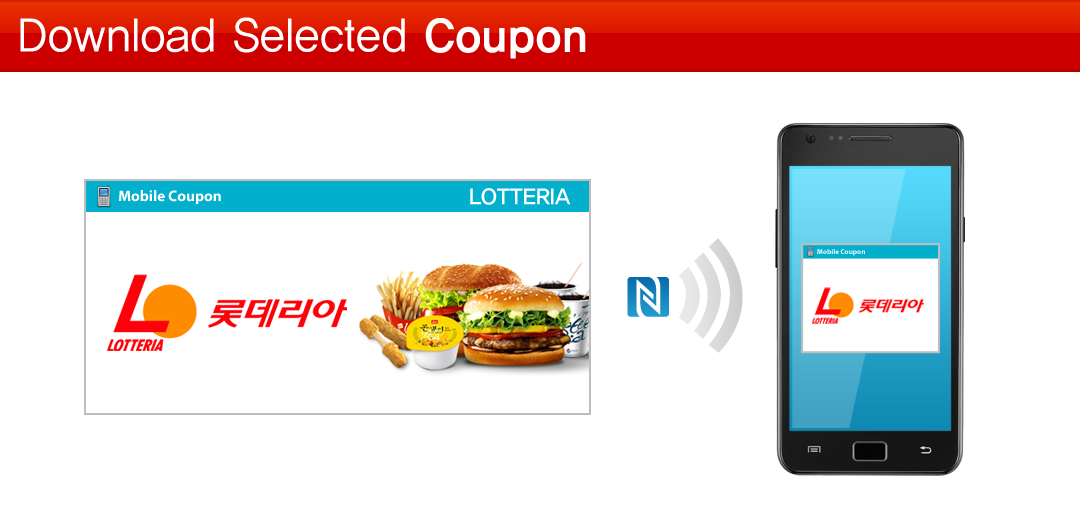 Download Selected Coupon
Mobile Coupon
LOTTERIA
LOTTERIA
롯데리아
Mobile Coupon
LOTTERIA
롯데리아